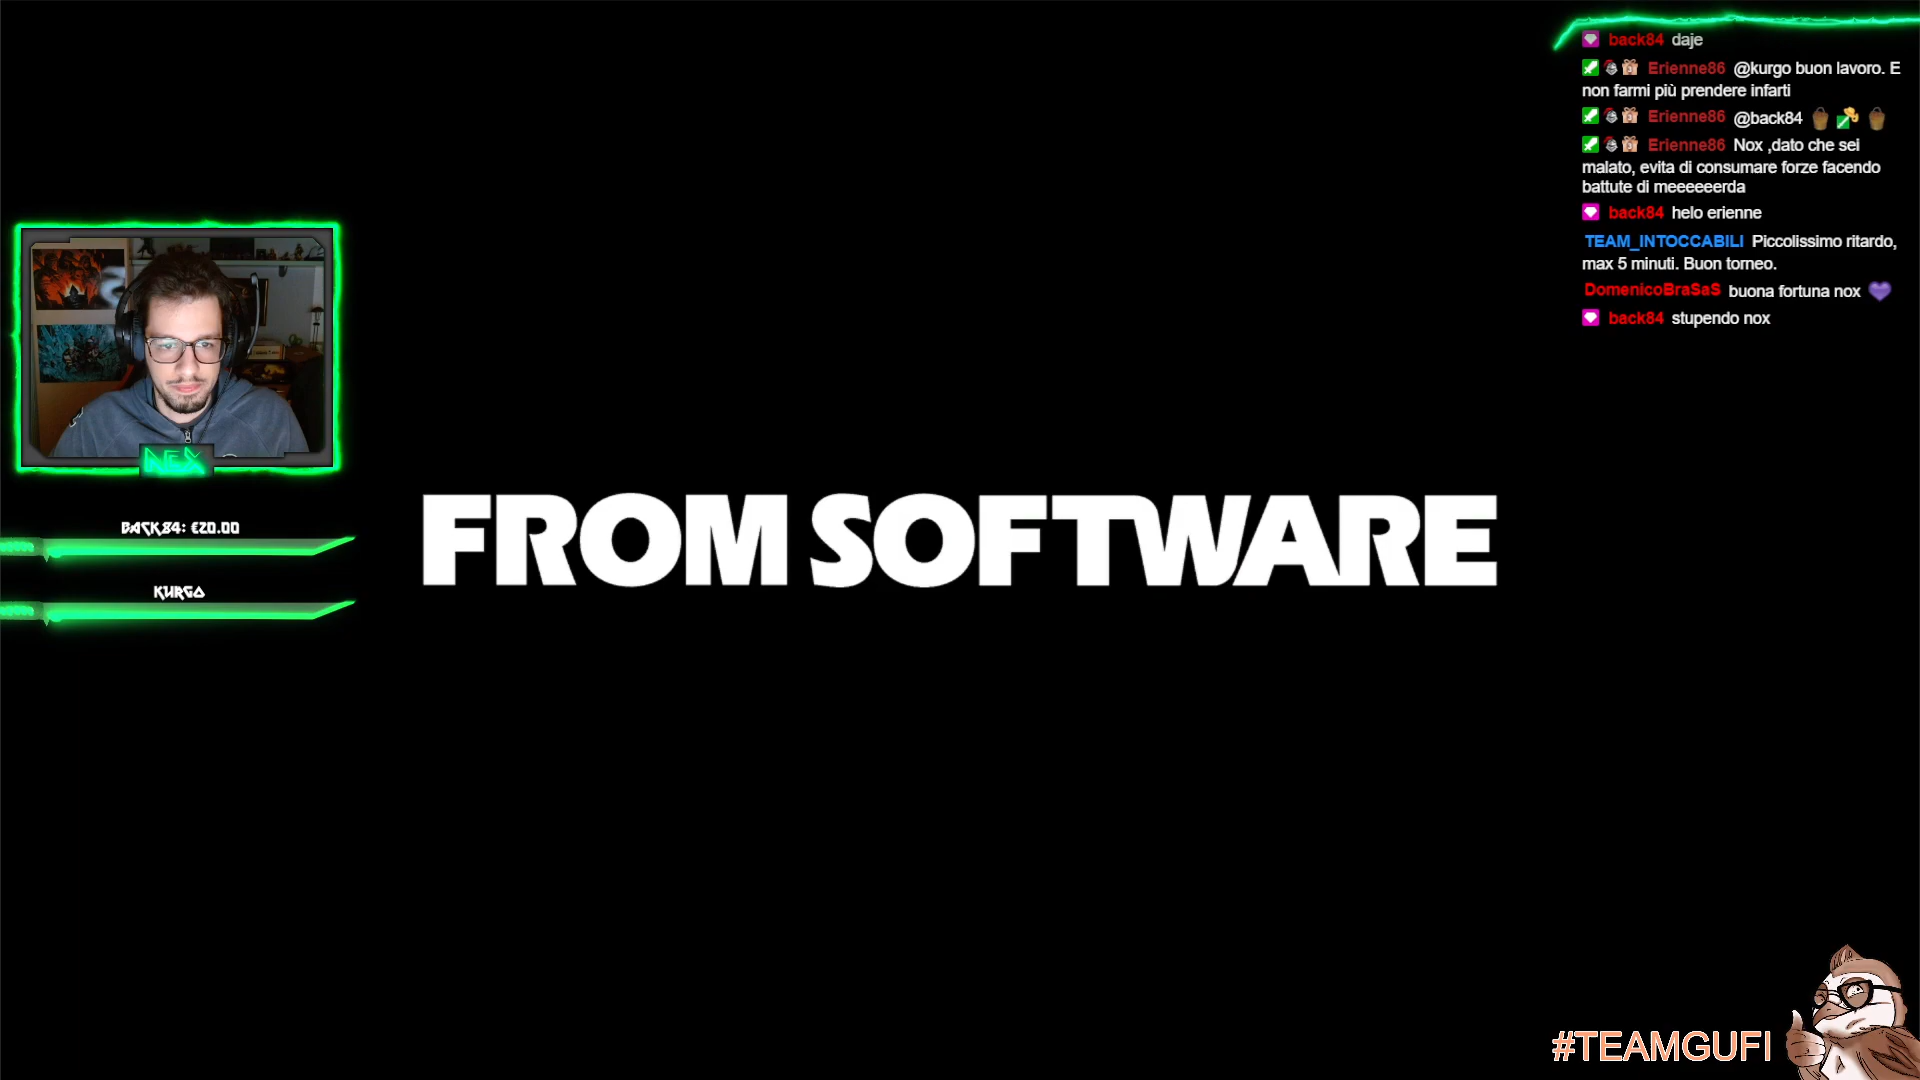 back84 daje
Erienne86 @kurgo buon lavoro. E
non farmi più prendere infarti
Erienne86 @back84
Erienne86 Nox ,dato che sei
malato, evita di consumare forze facendo
battute di meeeeeerda
back84 helo erienne
TEAM_INTOCCABILI Piccolissimo ritardo,
max 5 minuti. Buon torneo.
DomenicoBraSaS buona fortuna nox
back84 stupendo nox
BACK84: €20.00
KURGO
FROMSOFTWARE
#TEAMGUFI